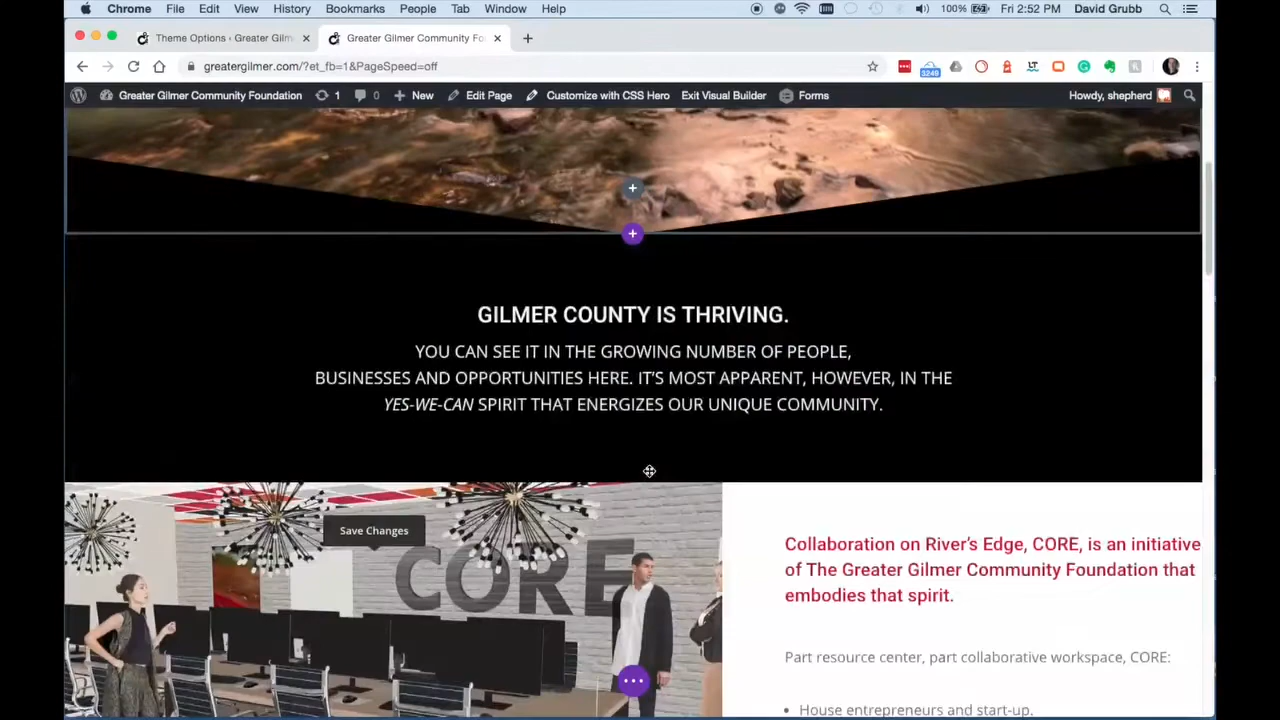 Chrome File Edit View History Bookmarks People Tab Window Help 100% Fri 2:52 PM David Grubb
Theme Options ‹ Greater Gilm
Greater Gilmer Community Fo
greatergilmer.com/?et_fb=1&PageSpeed=off
3249
LT
Greater Gilmer Community Foundation 1 0 New Edit Page Customize with CSS Hero Exit Visual Builder Forms Howdy, shepherd
GILMER COUNTY IS THRIVING.
YOU CAN SEE IT IN THE GROWING NUMBER OF PEOPLE,
BUSINESSES AND OPPORTUNITIES HERE. IT'S MOST APPARENT, HOWEVER, IN THE
YES-WE-CAN SPIRIT THAT ENERGIZES OUR UNIQUE COMMUNITY.
Save Changes
CORE
Collaboration on River's Edge, CORE, is an initiative
of The Greater Gilmer Community Foundation that
embodies that spirit.
Part resource center, part collaborative workspace, CORE:
• House entrepreneurs and start-up.